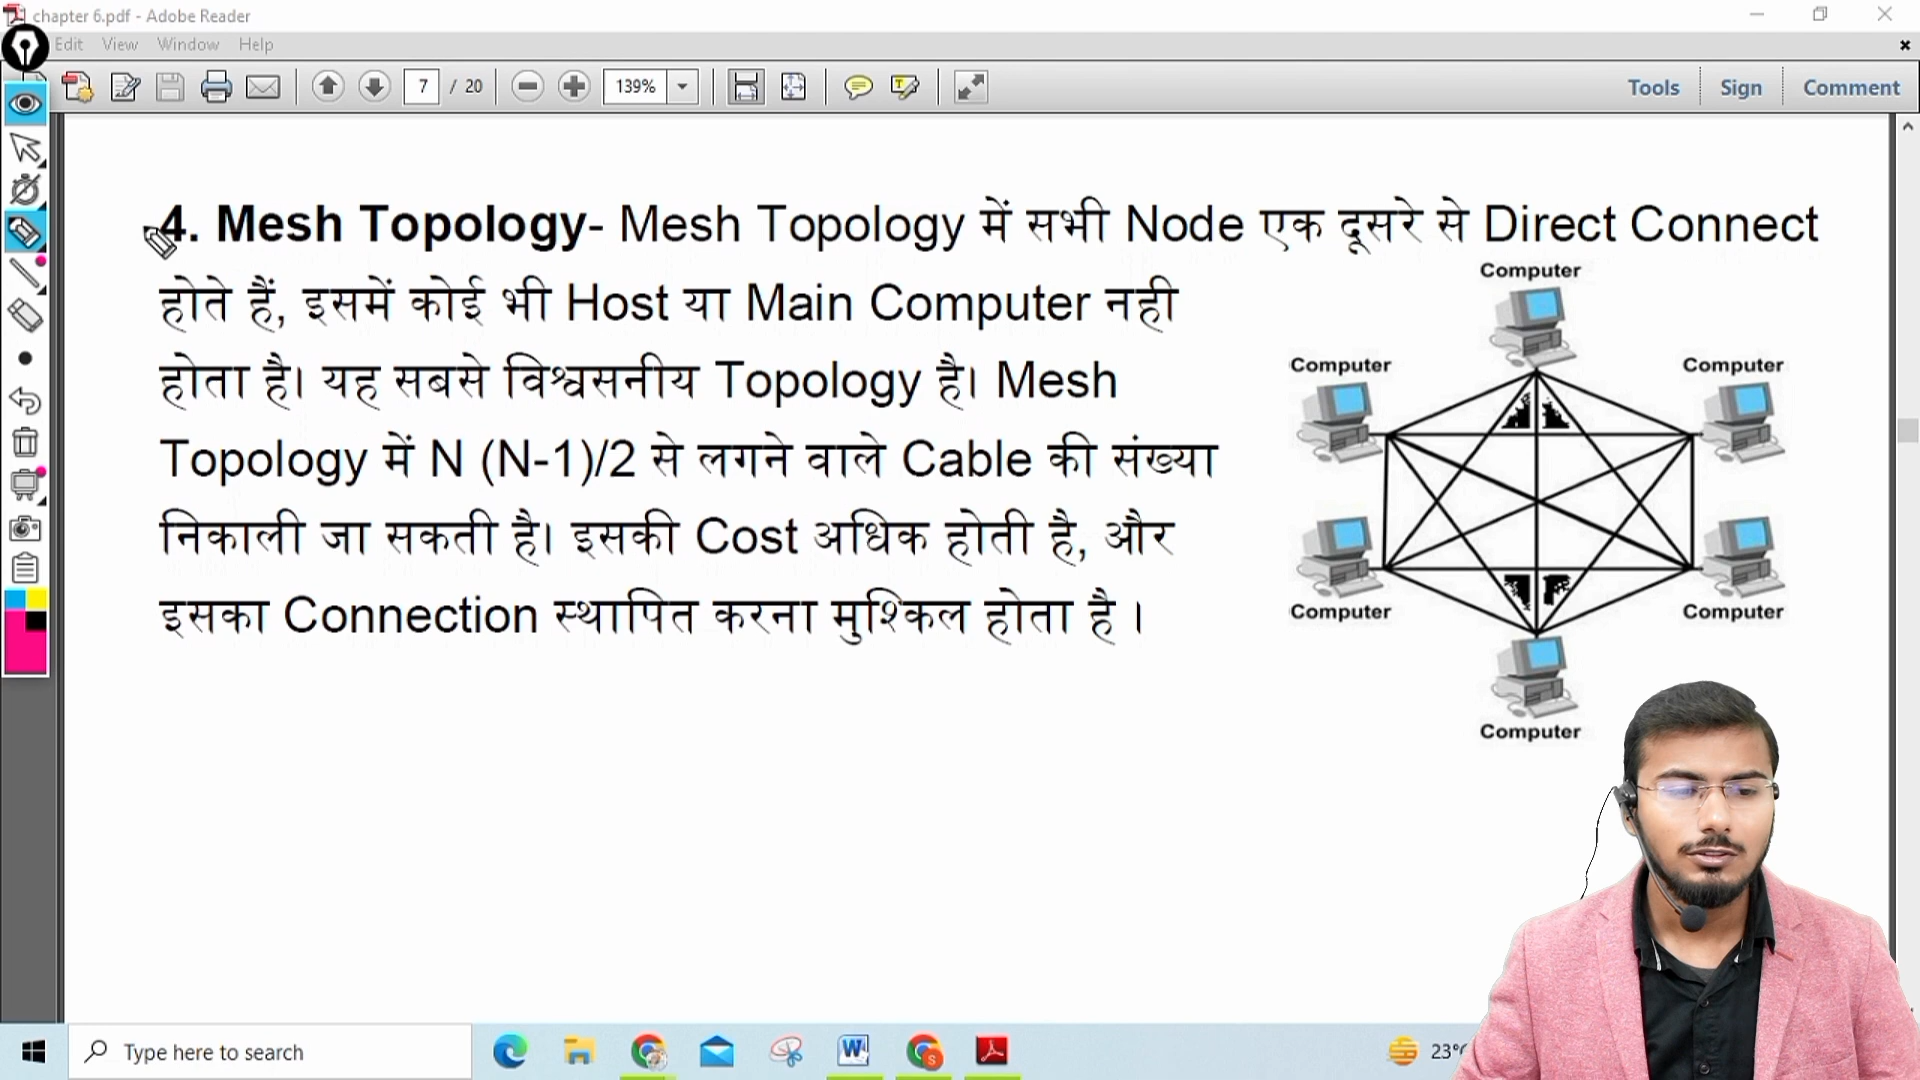 chapter 6.pdf - Adobe Reader
Edit View Window Help
7 / 20
139%
Tools Sign Comment
4. Mesh Topology- Mesh Topology में सभी Node एक दूसरे से Direct Connect
होते हैं, इसमें कोई भी Host या Main Computer नही
होता है। यह सबसे विश्वसनीय Topology है। Mesh
Topology में N (N-1)/2 से लगने वाले Cable की संख्या
निकाली जा सकती है। इसकी Cost अधिक होती है, और
इसका Connection स्थापित करना मुश्किल होता है ।
Computer
Computer
Computer
Computer
Computer
Computer
Type here to search
23°